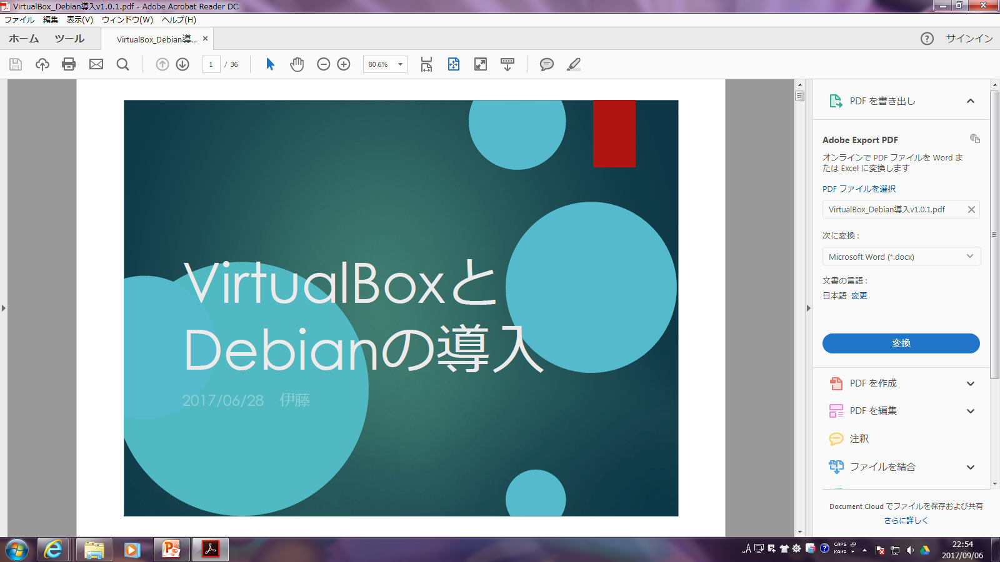 VirtualBox_Debian導入v1.0.1.pdf - Adobe Acrobat Reader DC
ファイル 編集 表示(V) ウィンドウ(W) ヘルプ(H)
ホーム ツール VirtualBox_Debian導... × ? サインイン
1 / 36 80.6%
VirtualBoxと
Debianの導入
2017/06/28 伊藤
PDF を書き出し
Adobe Export PDF
オンラインで PDF ファイルを Word ま
たは Excel に変換します
PDF ファイルを選択
VirtualBox_Debian導入v1.0.1.pdf
次に変換 :
Microsoft Word (*.docx)
文書の言語 :
日本語 変更
変換
PDF を作成
PDF を編集
注釈
ファイルを結合
Document Cloud でファイルを保存および共有
さらに詳しく
A CAPS
KANA
22:54
2017/09/06